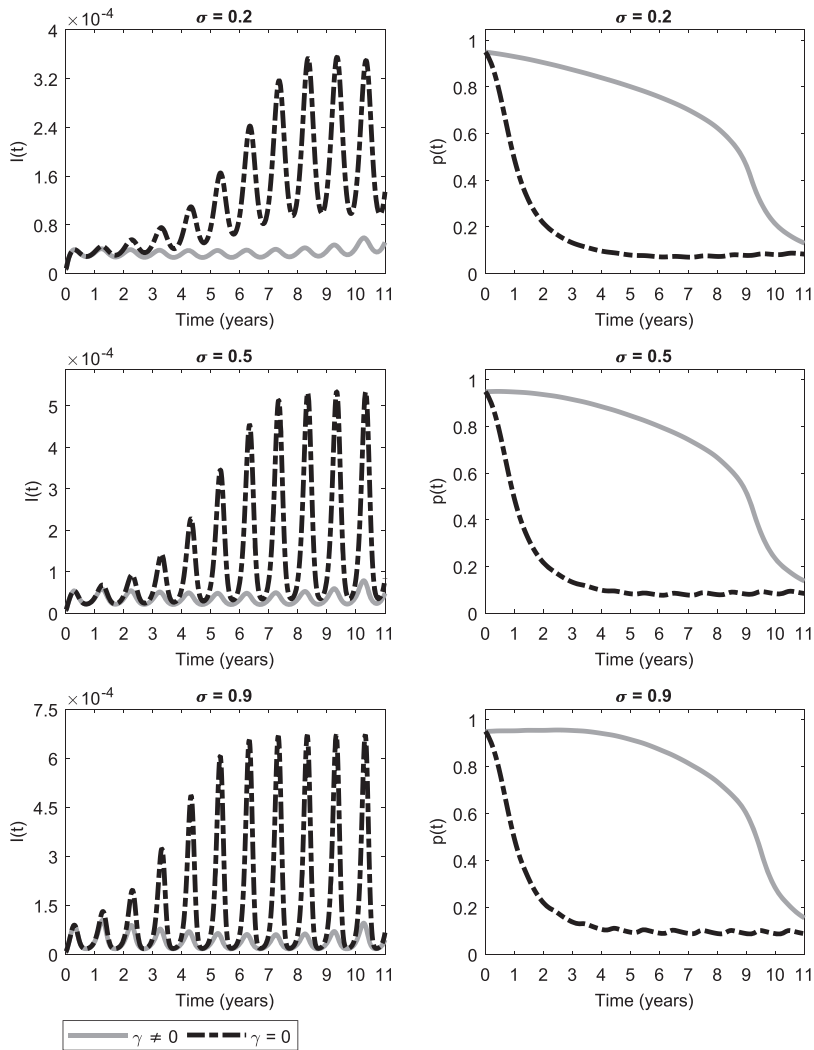 σ = 0.2
×10⁻⁴
4
3.2
2.4
1.6
0.8
0
I(t)
0 1 2 3 4 5 6 7 8 9 10 11
Time (years)
σ = 0.2
1
0.8
0.6
0.4
0.2
0
p(t)
0 1 2 3 4 5 6 7 8 9 10 11
Time (years)
σ = 0.5
×10⁻⁴
5
4
3
2
1
0
I(t)
0 1 2 3 4 5 6 7 8 9 10 11
Time (years)
σ = 0.5
1
0.8
0.6
0.4
0.2
0
p(t)
0 1 2 3 4 5 6 7 8 9 10 11
Time (years)
σ = 0.9
×10⁻⁴
7.5
6
4.5
3
1.5
0
I(t)
0 1 2 3 4 5 6 7 8 9 10 11
Time (years)
σ = 0.9
1
0.8
0.6
0.4
0.2
0
p(t)
0 1 2 3 4 5 6 7 8 9 10 11
Time (years)
γ ≠ 0 γ = 0